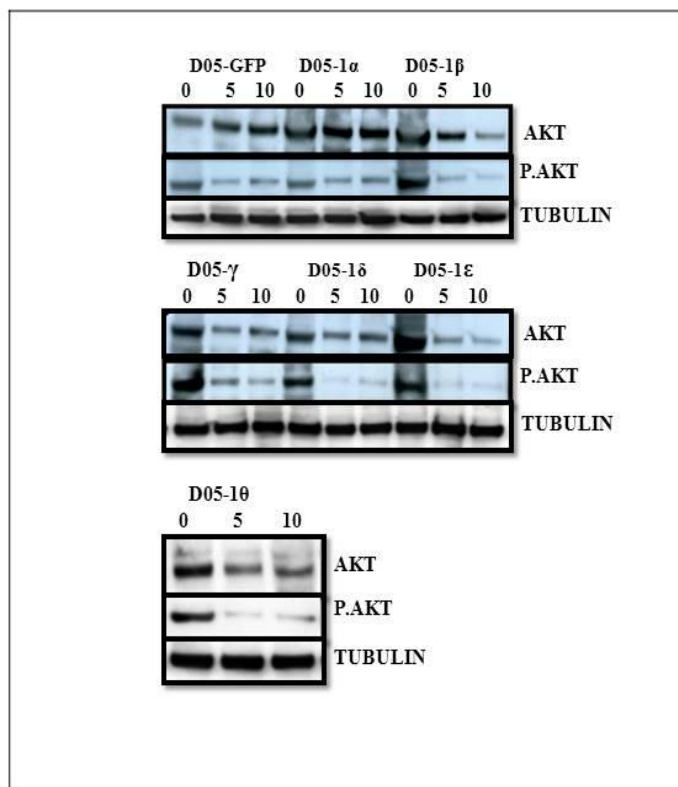 D05-GFP D05-1α D05-1β
0 5 10 0 5 10 0 5 10
AKT
P.AKT
TUBULIN
D05-γ D05-1δ D05-1ε
0 5 10 0 5 10 0 5 10
AKT
P.AKT
TUBULIN
D05-1θ
0 5 10
AKT
P.AKT
TUBULIN